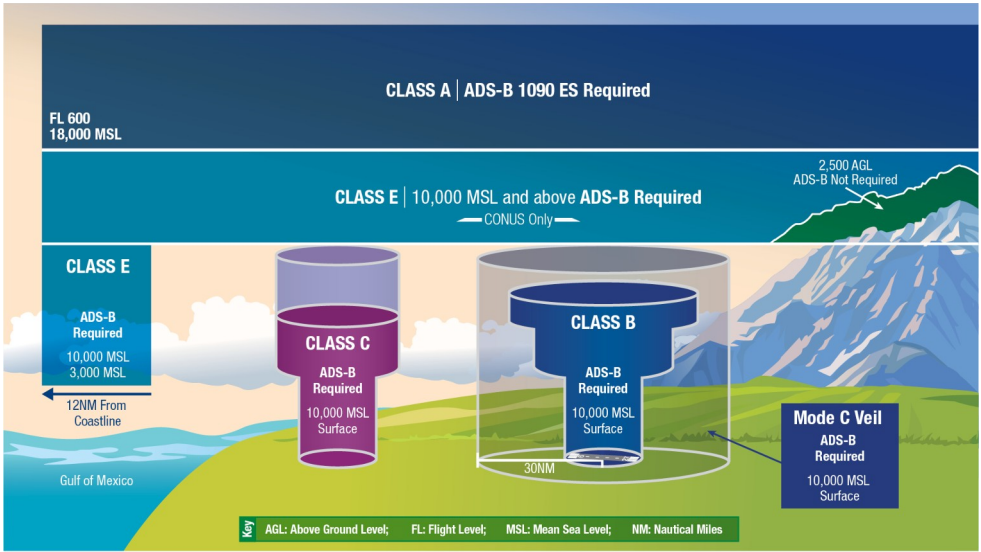 CLASS A | ADS-B 1090 ES Required
FL 600
18,000 MSL
2,500 AGL
ADS-B Not Required
CLASS E | 10,000 MSL and above ADS-B Required
CONUS Only
CLASS E
ADS-B
Required
10,000 MSL
3,000 MSL
12NM From
Coastline
Gulf of Mexico
CLASS C
ADS-B
Required
10,000 MSL
Surface
CLASS B
ADS-B
Required
10,000 MSL
Surface
30NM
Mode C Veil
ADS-B
Required
10,000 MSL
Surface
Key
AGL: Above Ground Level; FL: Flight Level; MSL: Mean Sea Level; NM: Nautical Miles